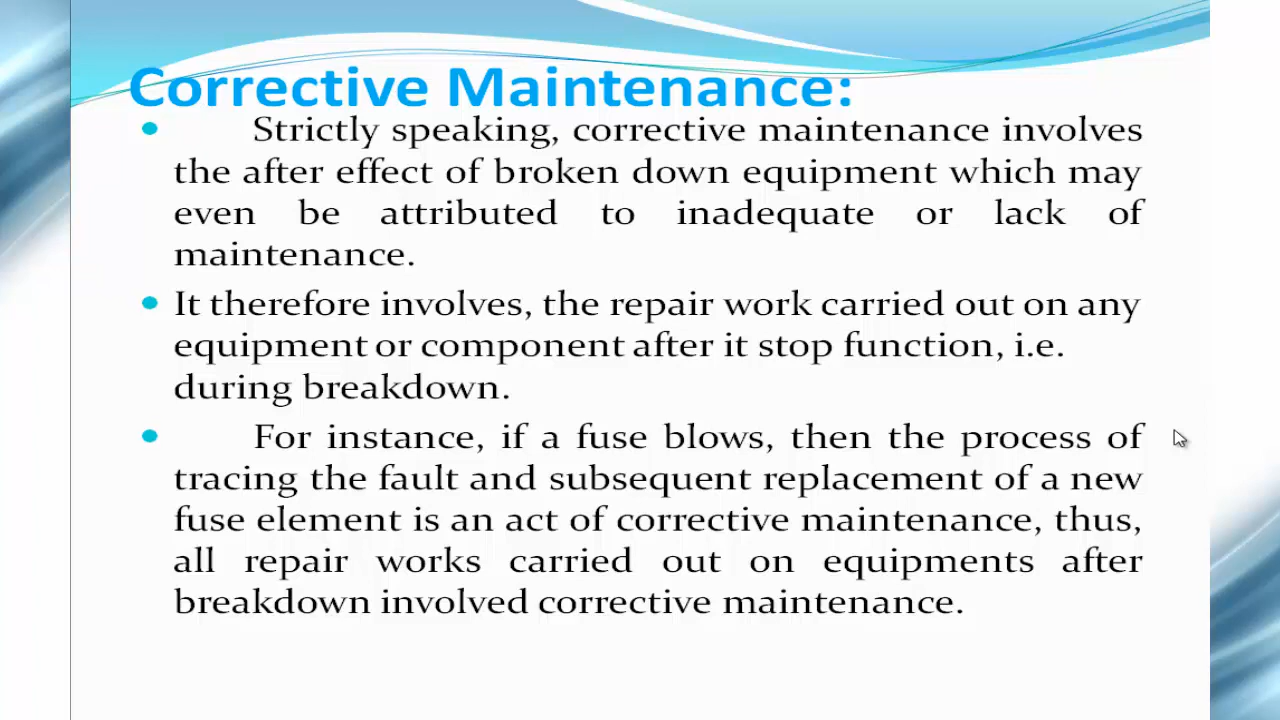 Corrective Maintenance:
• Strictly speaking, corrective maintenance involves
the after effect of broken down equipment which may
even be attributed to inadequate or lack of
maintenance.
• It therefore involves, the repair work carried out on any
equipment or component after it stop function, i.e.
during breakdown.
• For instance, if a fuse blows, then the process of
tracing the fault and subsequent replacement of a new
fuse element is an act of corrective maintenance, thus,
all repair works carried out on equipments after
breakdown involved corrective maintenance.